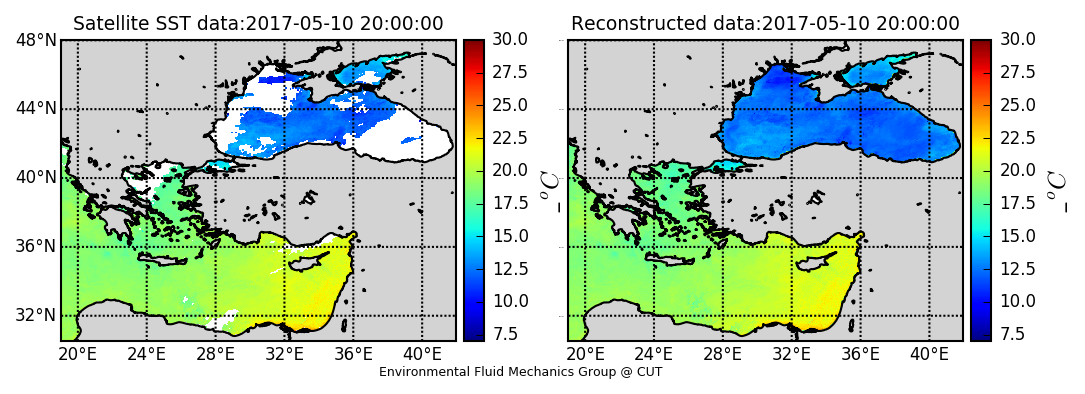 Satellite SST data:2017-05-10 20:00:00
Reconstructed data:2017-05-10 20:00:00
48°N
44°N
40°N
36°N
32°N
20°E 24°E 28°E 32°E 36°E 40°E
30.0
27.5
25.0
22.5
20.0
17.5
15.0
12.5
10.0
7.5
_ °C
20°E 24°E 28°E 32°E 36°E 40°E
30.0
27.5
25.0
22.5
20.0
17.5
15.0
12.5
10.0
7.5
_ °C
Environmental Fluid Mechanics Group @ CUT